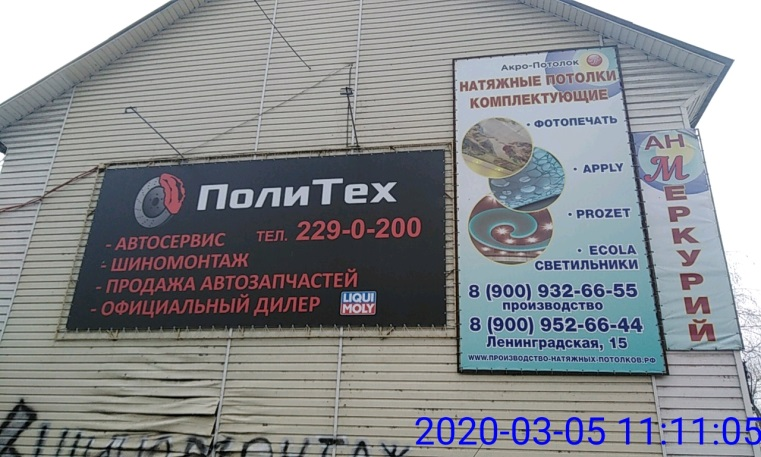 ПолиТех
ТЕЛ. 229-0-200
- АВТОСЕРВИС
- ШИНОМОНТАЖ
- ПРОДАЖА АВТОЗАПЧАСТЕЙ
- ОФИЦИАЛЬНЫЙ ДИЛЕР
LIQUI
MOLY
Акро-Потолок
НАТЯЖНЫЕ ПОТОЛКИ
КОМПЛЕКТУЮЩИЕ
· ФОТОПЕЧАТЬ
· APPLY
· PROZET
· ECOLA
СВЕТИЛЬНИКИ
8 (900) 932-66-55
производство
8 (900) 952-66-44
Ленинградская, 15
WWW.ПРОИЗВОДСТВО-НАТЯЖНЫХ-ПОТОЛКОВ.РФ
АН
МЕРКУРИЙ
ШИНОМОНТАЖ
2020-03-05 11:11:05